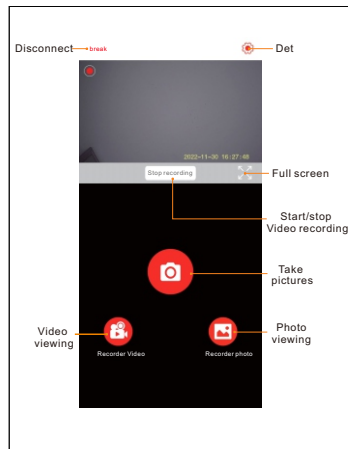 Disconnect
break
Det
2022-11-30 16:27:48
Stop recording
Full screen
Start/stop
Video recording
Take
pictures
Video
viewing
Photo
viewing
Recorder Video
Recorder photo